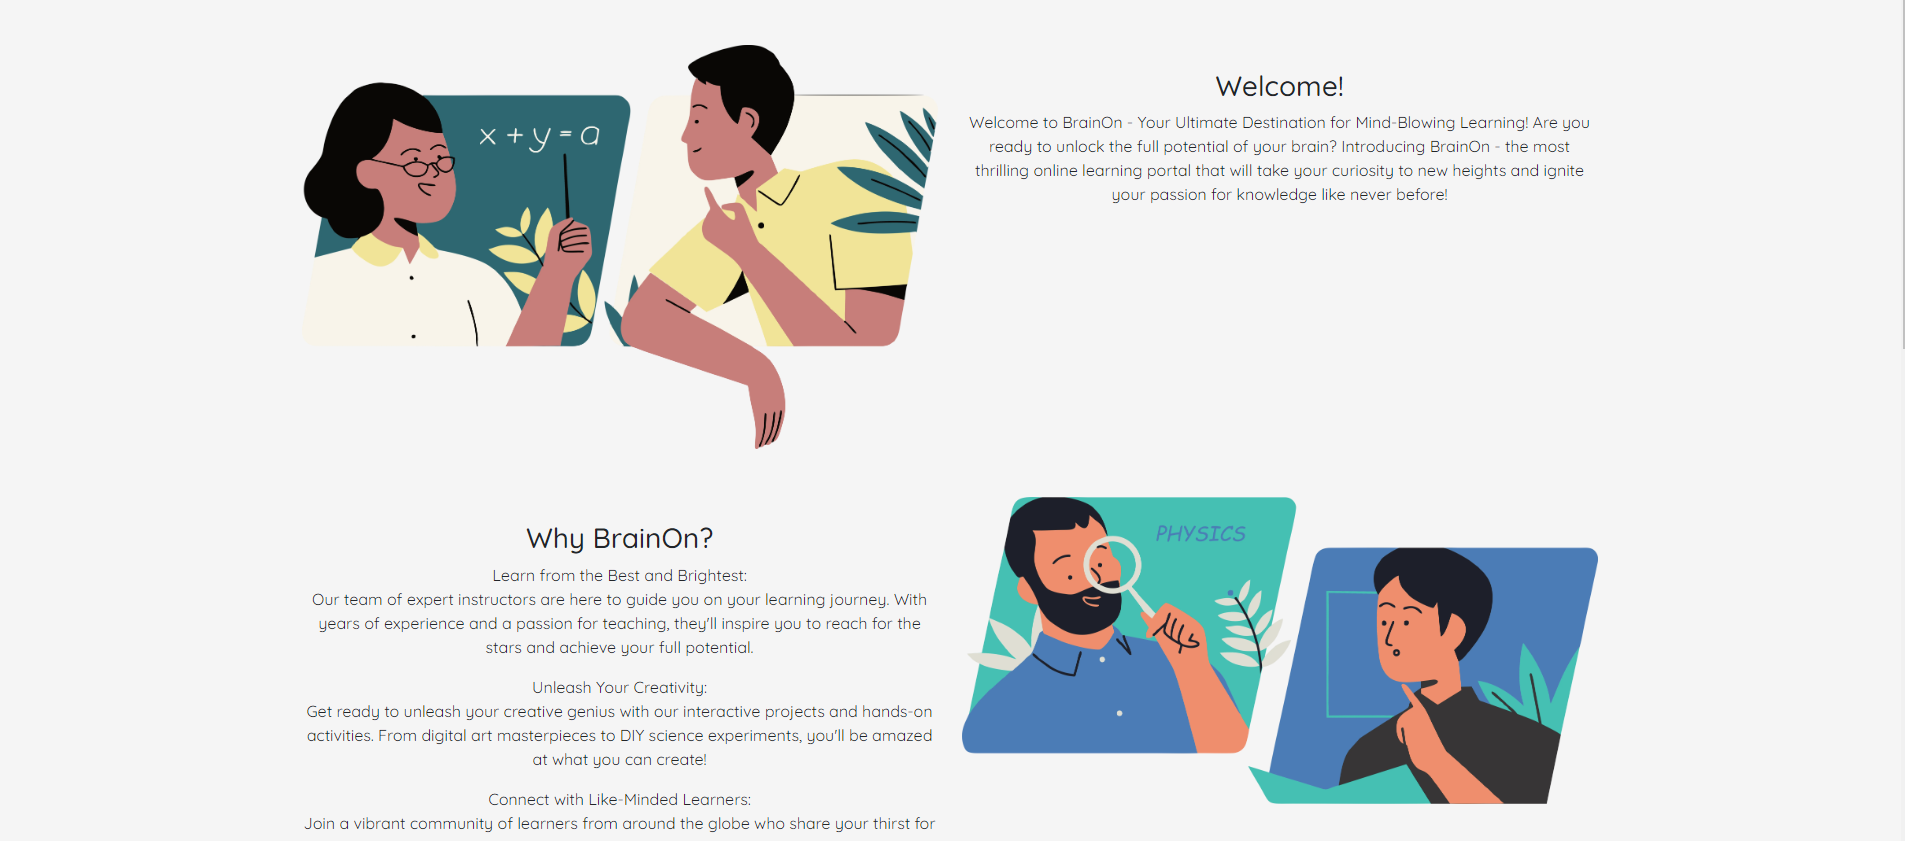 x + y = a
Welcome!
Welcome to BrainOn - Your Ultimate Destination for Mind-Blowing Learning! Are you
ready to unlock the full potential of your brain? Introducing BrainOn - the most
thrilling online learning portal that will take your curiosity to new heights and ignite
your passion for knowledge like never before!
Why BrainOn?
Learn from the Best and Brightest:
Our team of expert instructors are here to guide you on your learning journey. With
years of experience and a passion for teaching, they'll inspire you to reach for the
stars and achieve your full potential.
Unleash Your Creativity:
Get ready to unleash your creative genius with our interactive projects and hands-on
activities. From digital art masterpieces to DIY science experiments, you'll be amazed
at what you can create!
Connect with Like-Minded Learners:
Join a vibrant community of learners from around the globe who share your thirst for
PHYSICS